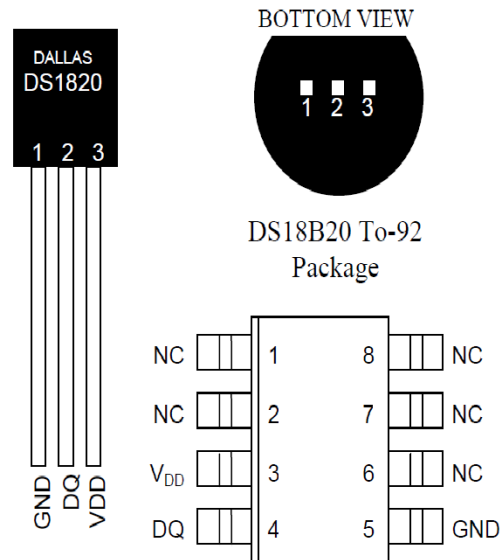 BOTTOM VIEW
DALLAS
DS1820
1 2 3
1 2 3
DS18B20 To-92
Package
GND
DQ
VDD
NC 1 8 NC
NC 2 7 NC
VDD 3 6 NC
DQ 4 5 GND